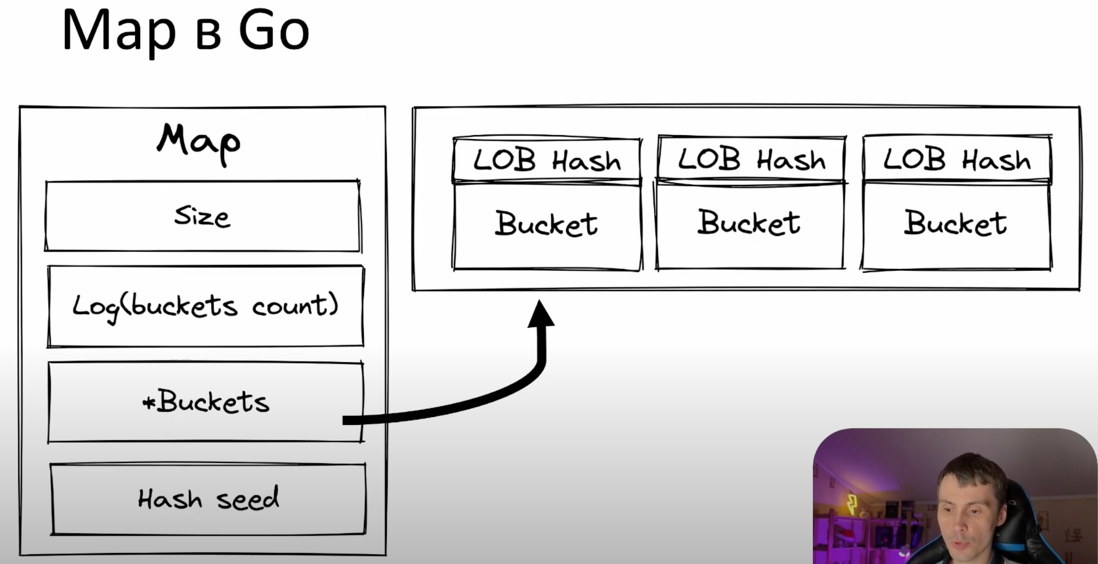 Map в Go
Map
Size
Log(buckets count)
*Buckets
Hash seed
LOB Hash
Bucket
LOB Hash
Bucket
LOB Hash
Bucket